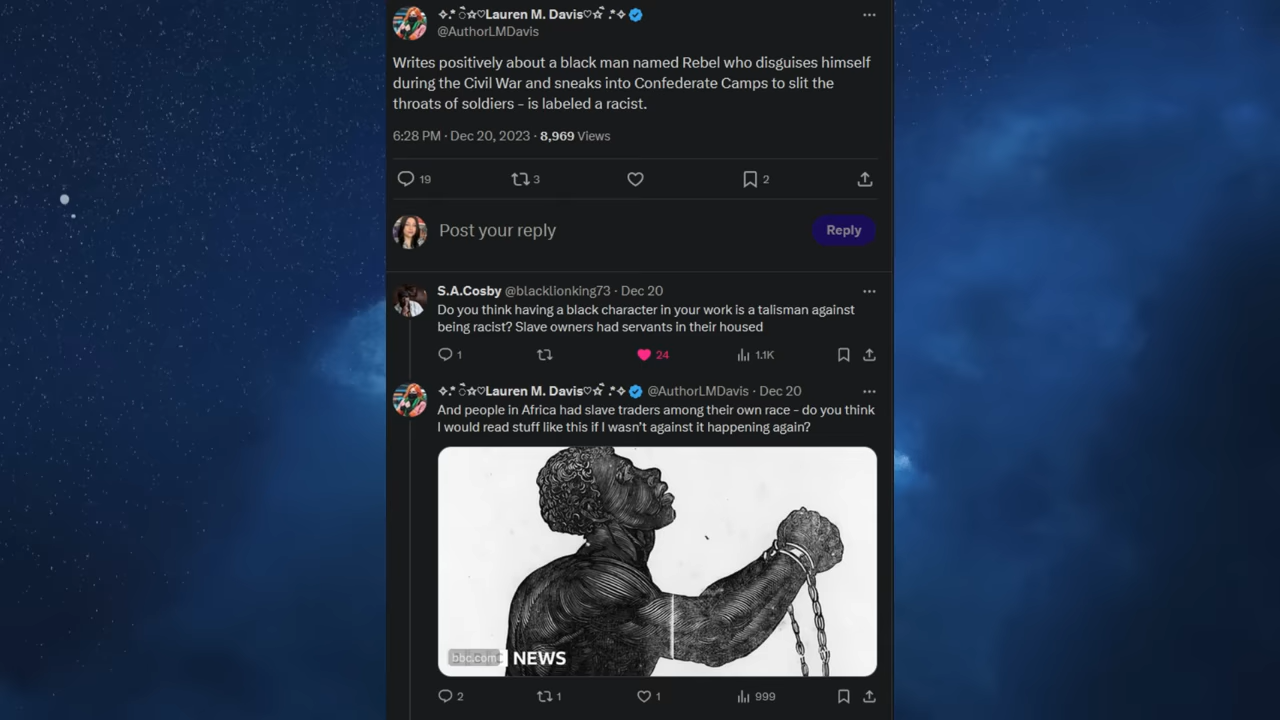 ✧.* ༶☆♡Lauren M. Davis♡☆༶ .*✧
@AuthorLMDavis
Writes positively about a black man named Rebel who disguises himself
during the Civil War and sneaks into Confederate Camps to slit the
throats of soldiers - is labeled a racist.
6:28 PM · Dec 20, 2023 · 8,969 Views
19 3 2
Post your reply Reply
S.A.Cosby @blacklionking73 · Dec 20
Do you think having a black character in your work is a talisman against
being racist? Slave owners had servants in their housed
1 24 1.1K
✧.* ༶☆♡Lauren M. Davis♡☆༶ .*✧ @AuthorLMDavis · Dec 20
And people in Africa had slave traders among their own race – do you think
I would read stuff like this if I wasn't against it happening again?
bbc.com NEWS
2 1 1 999